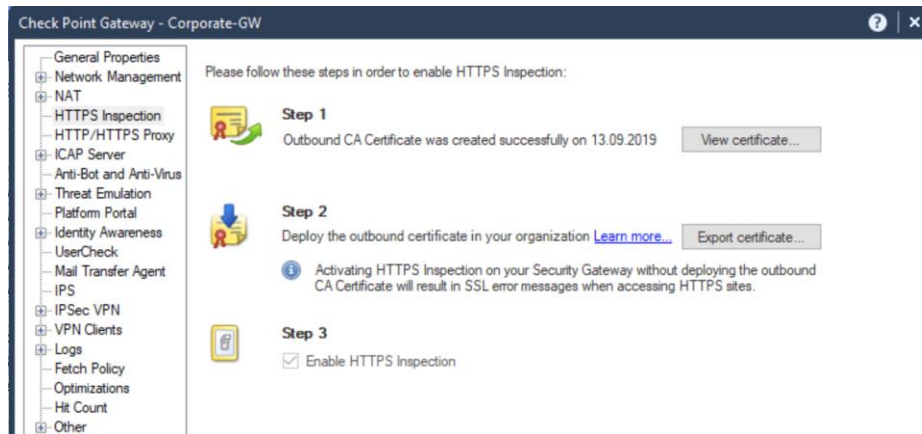 Check Point Gateway - Corporate-GW
General Properties
Network Management
NAT
HTTPS Inspection
HTTP/HTTPS Proxy
ICAP Server
Anti-Bot and Anti-Virus
Threat Emulation
Platform Portal
Identity Awareness
UserCheck
Mail Transfer Agent
IPS
IPSec VPN
VPN Clients
Logs
Fetch Policy
Optimizations
Hit Count
Other
Please follow these steps in order to enable HTTPS Inspection:
Step 1
Outbound CA Certificate was created successfully on 13.09.2019 View certificate...
Step 2
Deploy the outbound certificate in your organization Learn more... Export certificate...
Activating HTTPS Inspection on your Security Gateway without deploying the outbound
CA Certificate will result in SSL error messages when accessing HTTPS sites.
Step 3
Enable HTTPS Inspection